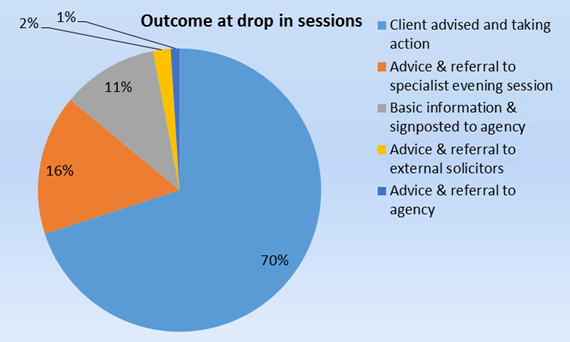 Outcome at drop in sessions
2%
1%
11%
16%
70%
Client advised and taking
action
Advice & referral to
specialist evening session
Basic information &
signposted to agency
Advice & referral to
external solicitors
Advice & referral to
agency